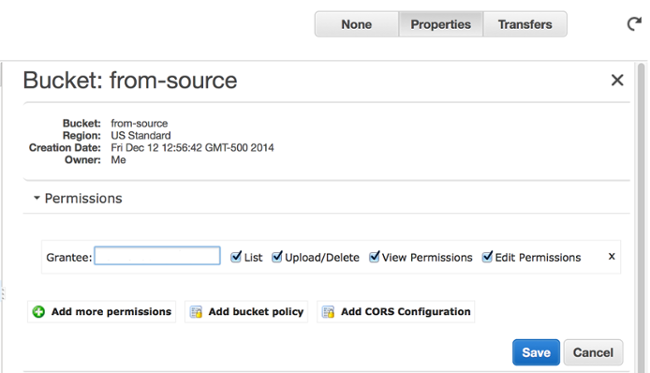 None Properties Transfers
Bucket: from-source
Bucket: from-source
Region: US Standard
Creation Date: Fri Dec 12 12:56:42 GMT-500 2014
Owner: Me
Permissions
Grantee: List Upload/Delete View Permissions Edit Permissions x
Add more permissions Add bucket policy Add CORS Configuration
Save Cancel